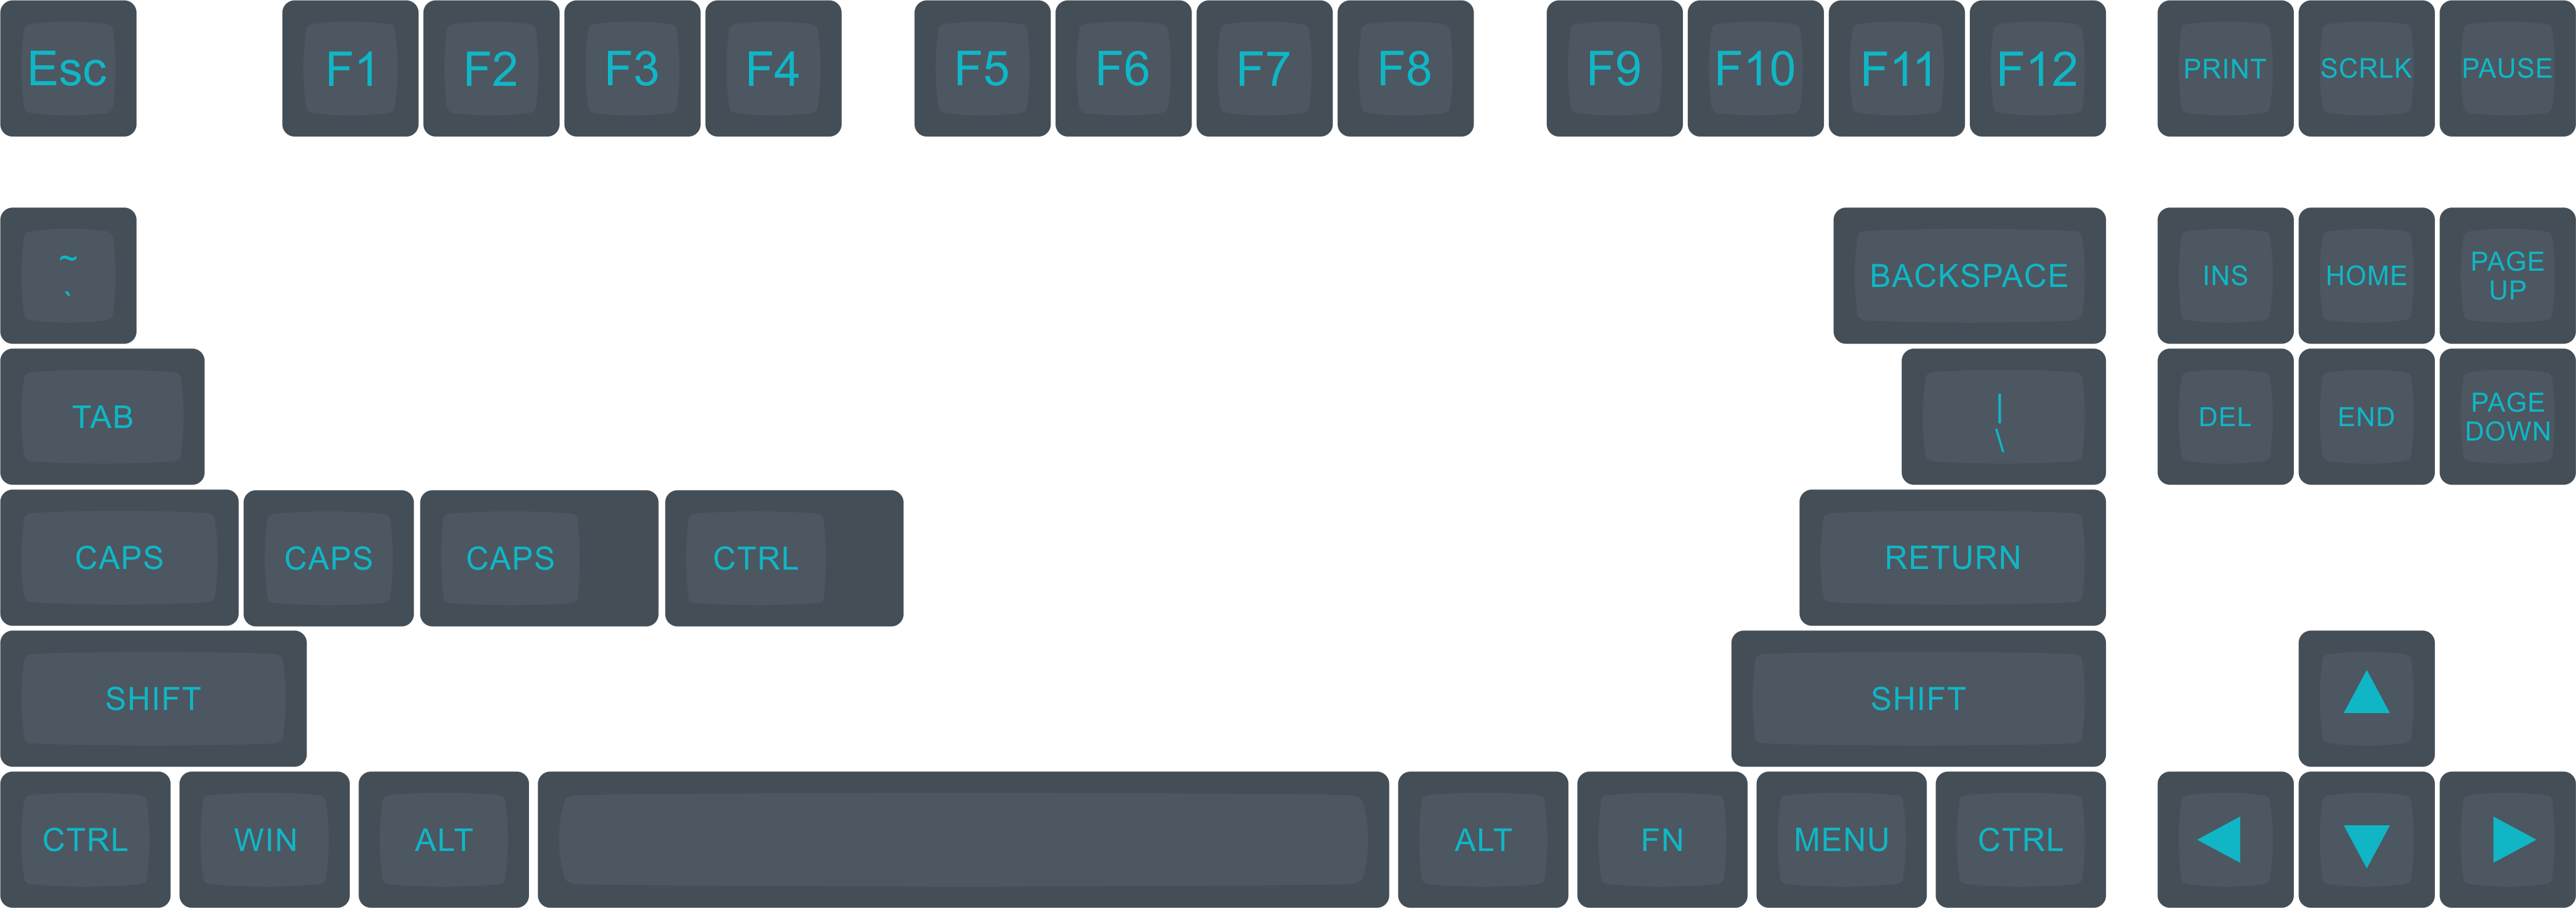 Esc F1 F2 F3 F4 F5 F6 F7 F8 F9 F10 F11 F12 PRINT SCRLK PAUSE
~
`
BACKSPACE INS HOME PAGE
UP
TAB
|
\
DEL END PAGE
DOWN
CAPS CAPS CAPS CTRL RETURN
SHIFT SHIFT
CTRL WIN ALT ALT FN MENU CTRL